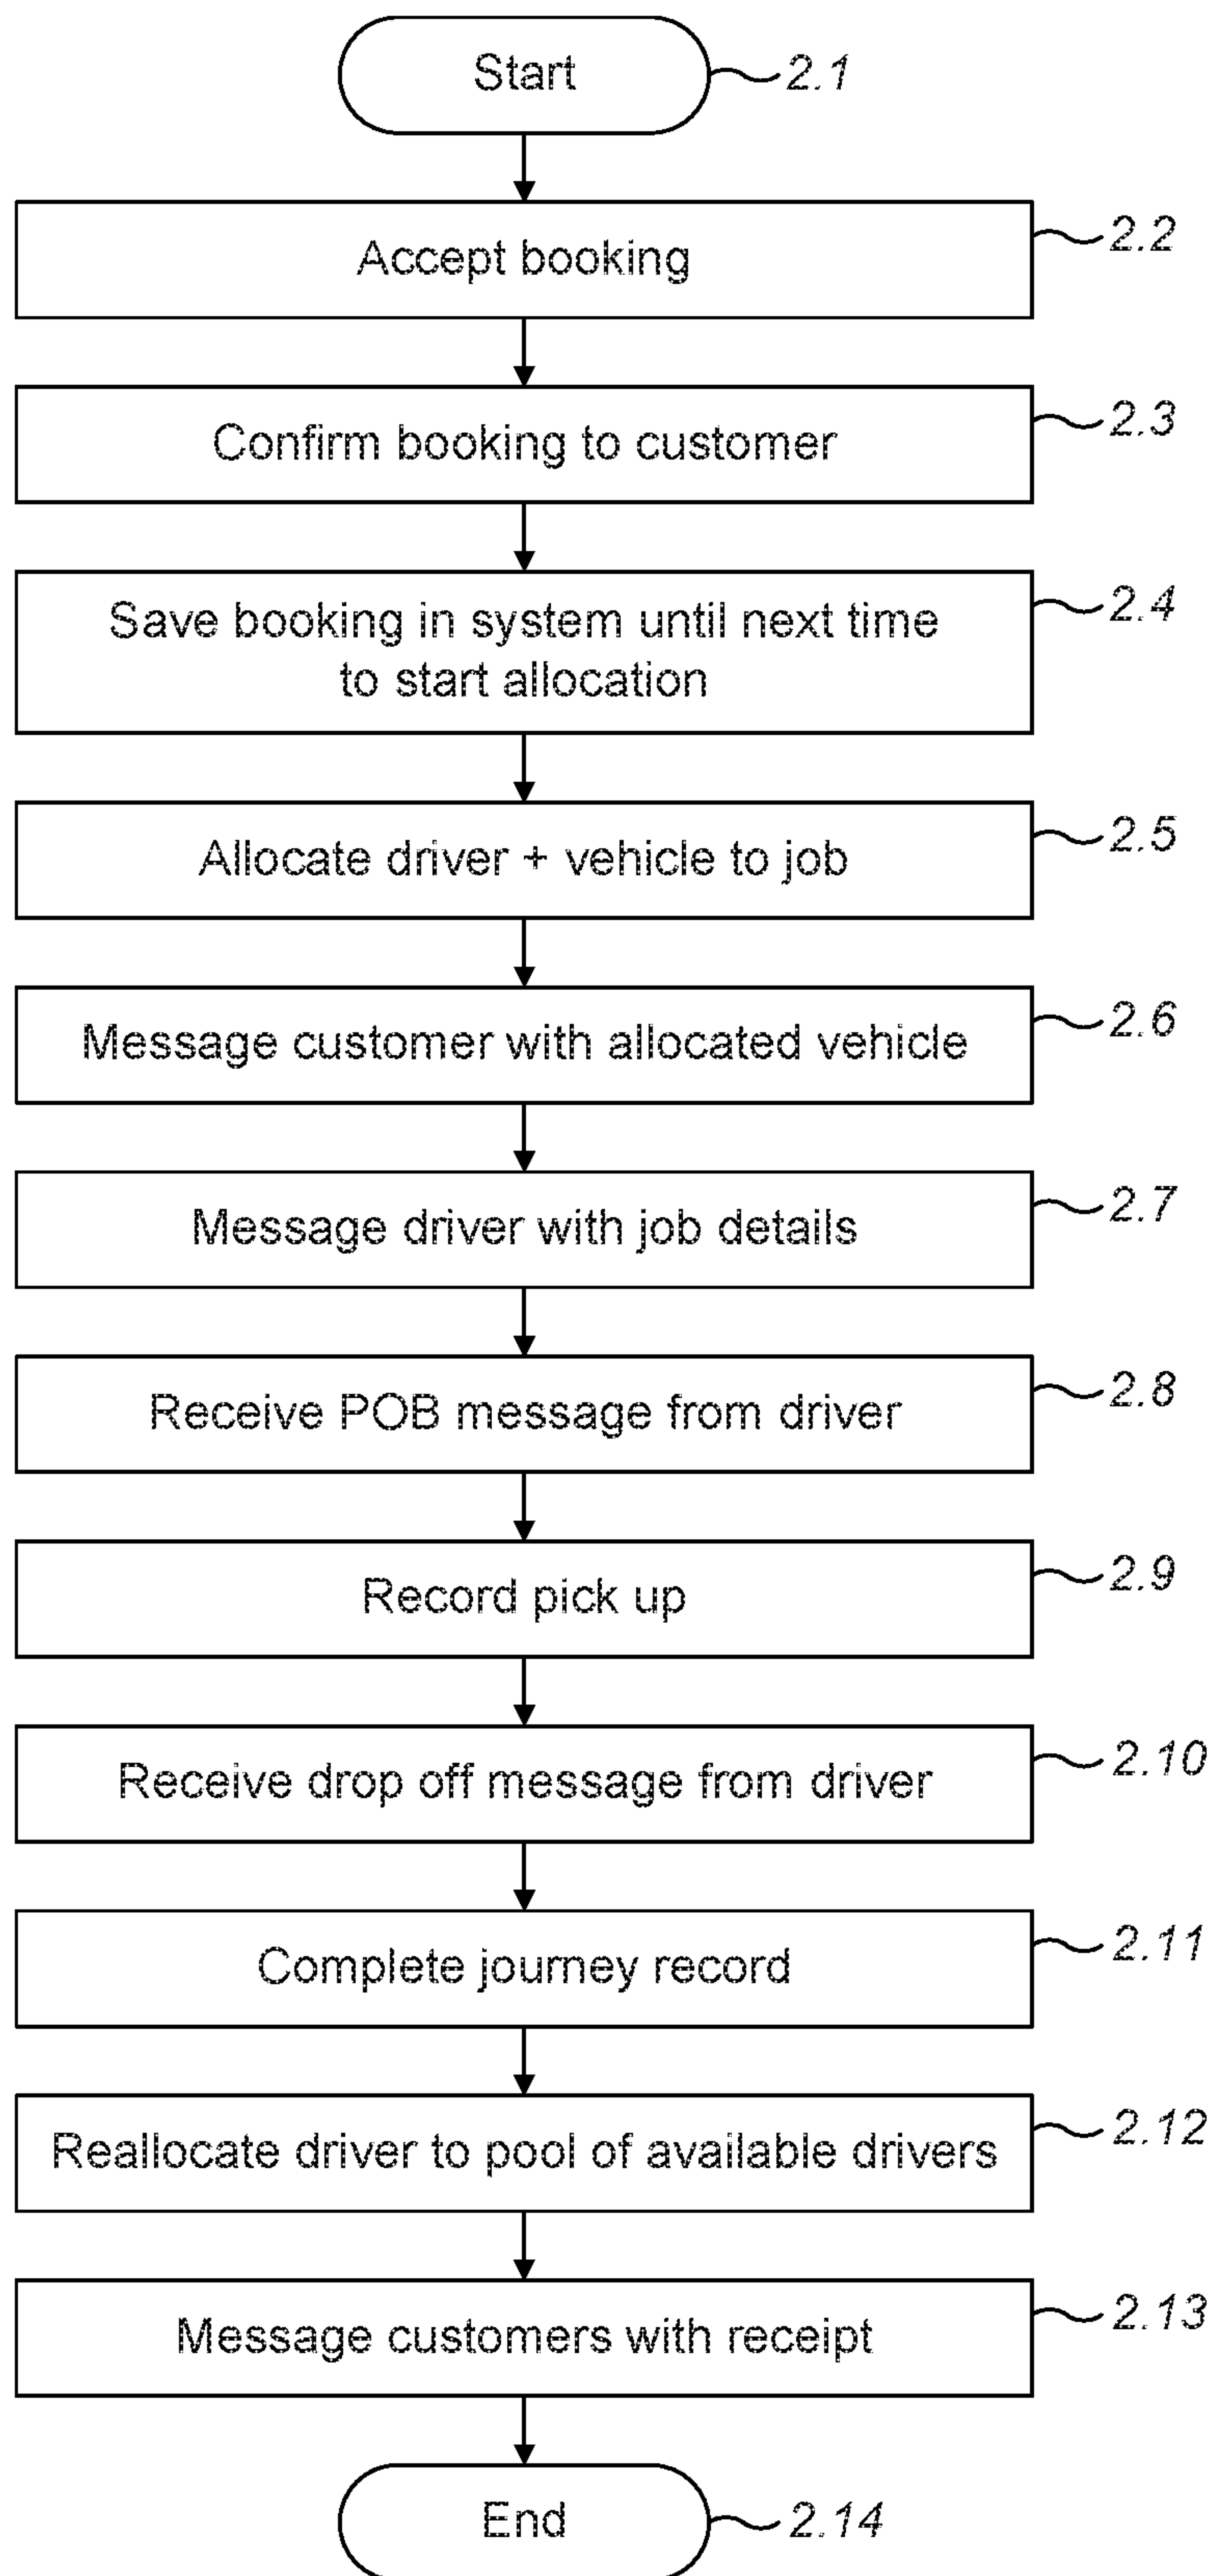 Start 2.1
Accept booking 2.2
Confirm booking to customer 2.3
Save booking in system until next time 2.4
to start allocation
Allocate driver + vehicle to job 2.5
Message customer with allocated vehicle 2.6
Message driver with job details 2.7
Receive POB message from driver 2.8
Record pick up 2.9
Receive drop off message from driver 2.10
Complete journey record 2.11
Reallocate driver to pool of available drivers 2.12
Message customers with receipt 2.13
End 2.14